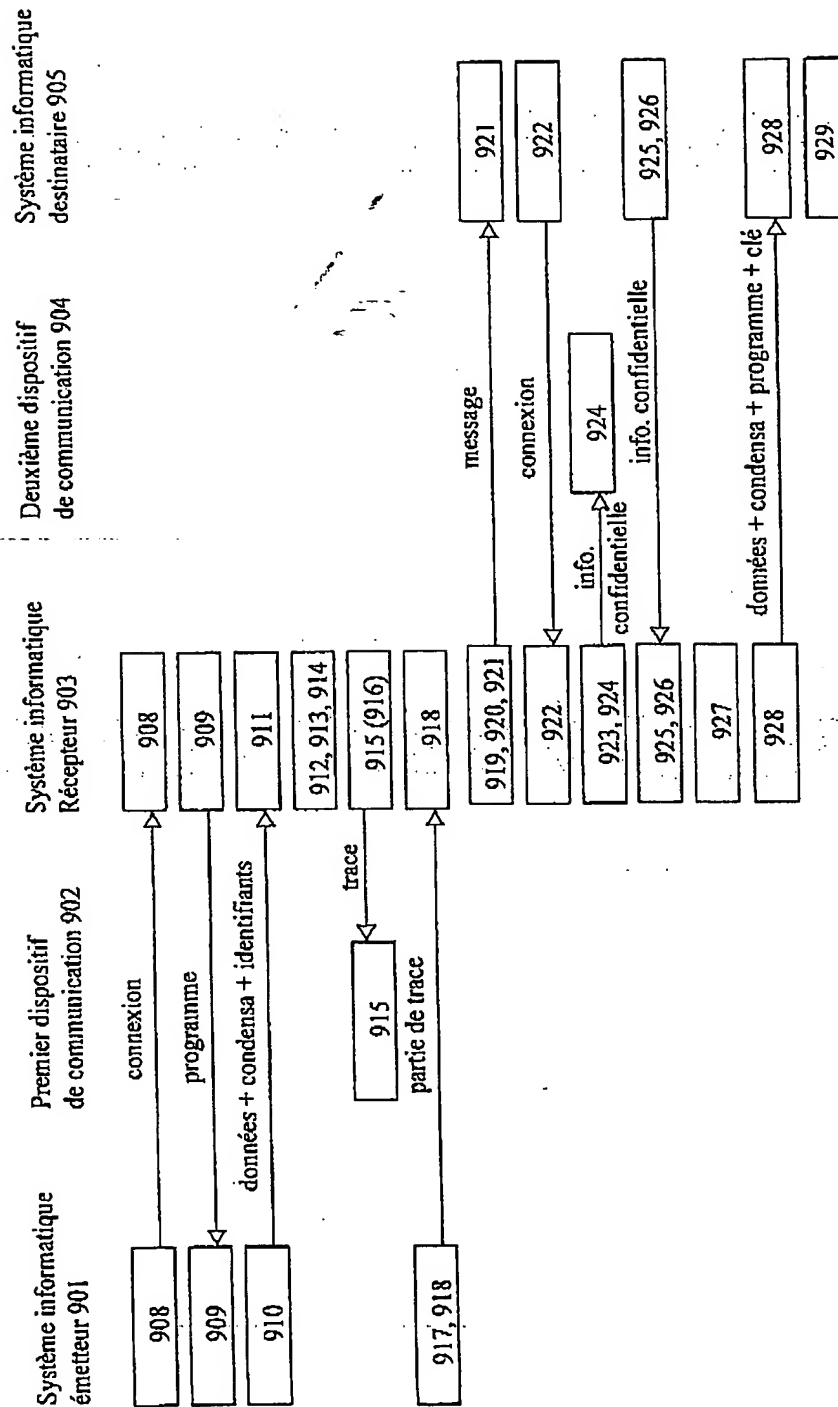 Système informatique
émetteur 901
Premier dispositif
de communication 902
Système informatique
Récepteur 903
Deuxième dispositif
de communication 904
Système informatique
destinataire 905
908
connexion
908
909
programme
909
910
données + condensa + identifiants
911
912, 913, 914
915
trace
915 (916)
917, 918
partie de trace
918
919, 920, 921
message
921
922
connexion
922
923, 924
info.
confidentielle
924
925, 926
info. confidentielle
925, 926
927
928
données + condensa + programme + clé
928
929